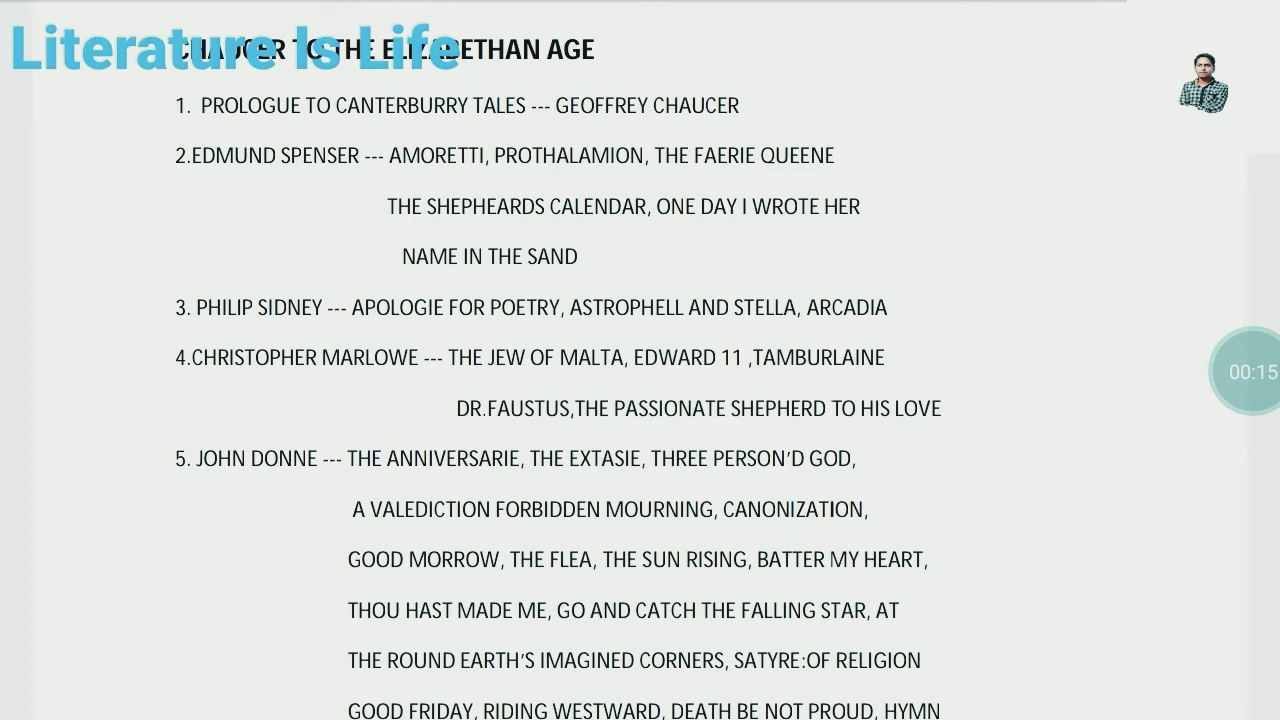 Literature Is Life
CHAUCER TO THE ELIZABETHAN AGE
1. PROLOGUE TO CANTERBURRY TALES --- GEOFFREY CHAUCER
2.EDMUND SPENSER --- AMORETTI, PROTHALAMION, THE FAERIE QUEENE
THE SHEPHEARDS CALENDAR, ONE DAY I WROTE HER
NAME IN THE SAND
3. PHILIP SIDNEY --- APOLOGIE FOR POETRY, ASTROPHELL AND STELLA, ARCADIA
4.CHRISTOPHER MARLOWE --- THE JEW OF MALTA, EDWARD 11 ,TAMBURLAINE
DR.FAUSTUS,THE PASSIONATE SHEPHERD TO HIS LOVE
5. JOHN DONNE --- THE ANNIVERSARIE, THE EXTASIE, THREE PERSON'D GOD,
A VALEDICTION FORBIDDEN MOURNING, CANONIZATION,
GOOD MORROW, THE FLEA, THE SUN RISING, BATTER MY HEART,
THOU HAST MADE ME, GO AND CATCH THE FALLING STAR, AT
THE ROUND EARTH'S IMAGINED CORNERS, SATYRE:OF RELIGION
GOOD FRIDAY, RIDING WESTWARD, DEATH BE NOT PROUD, HYMN
00:15